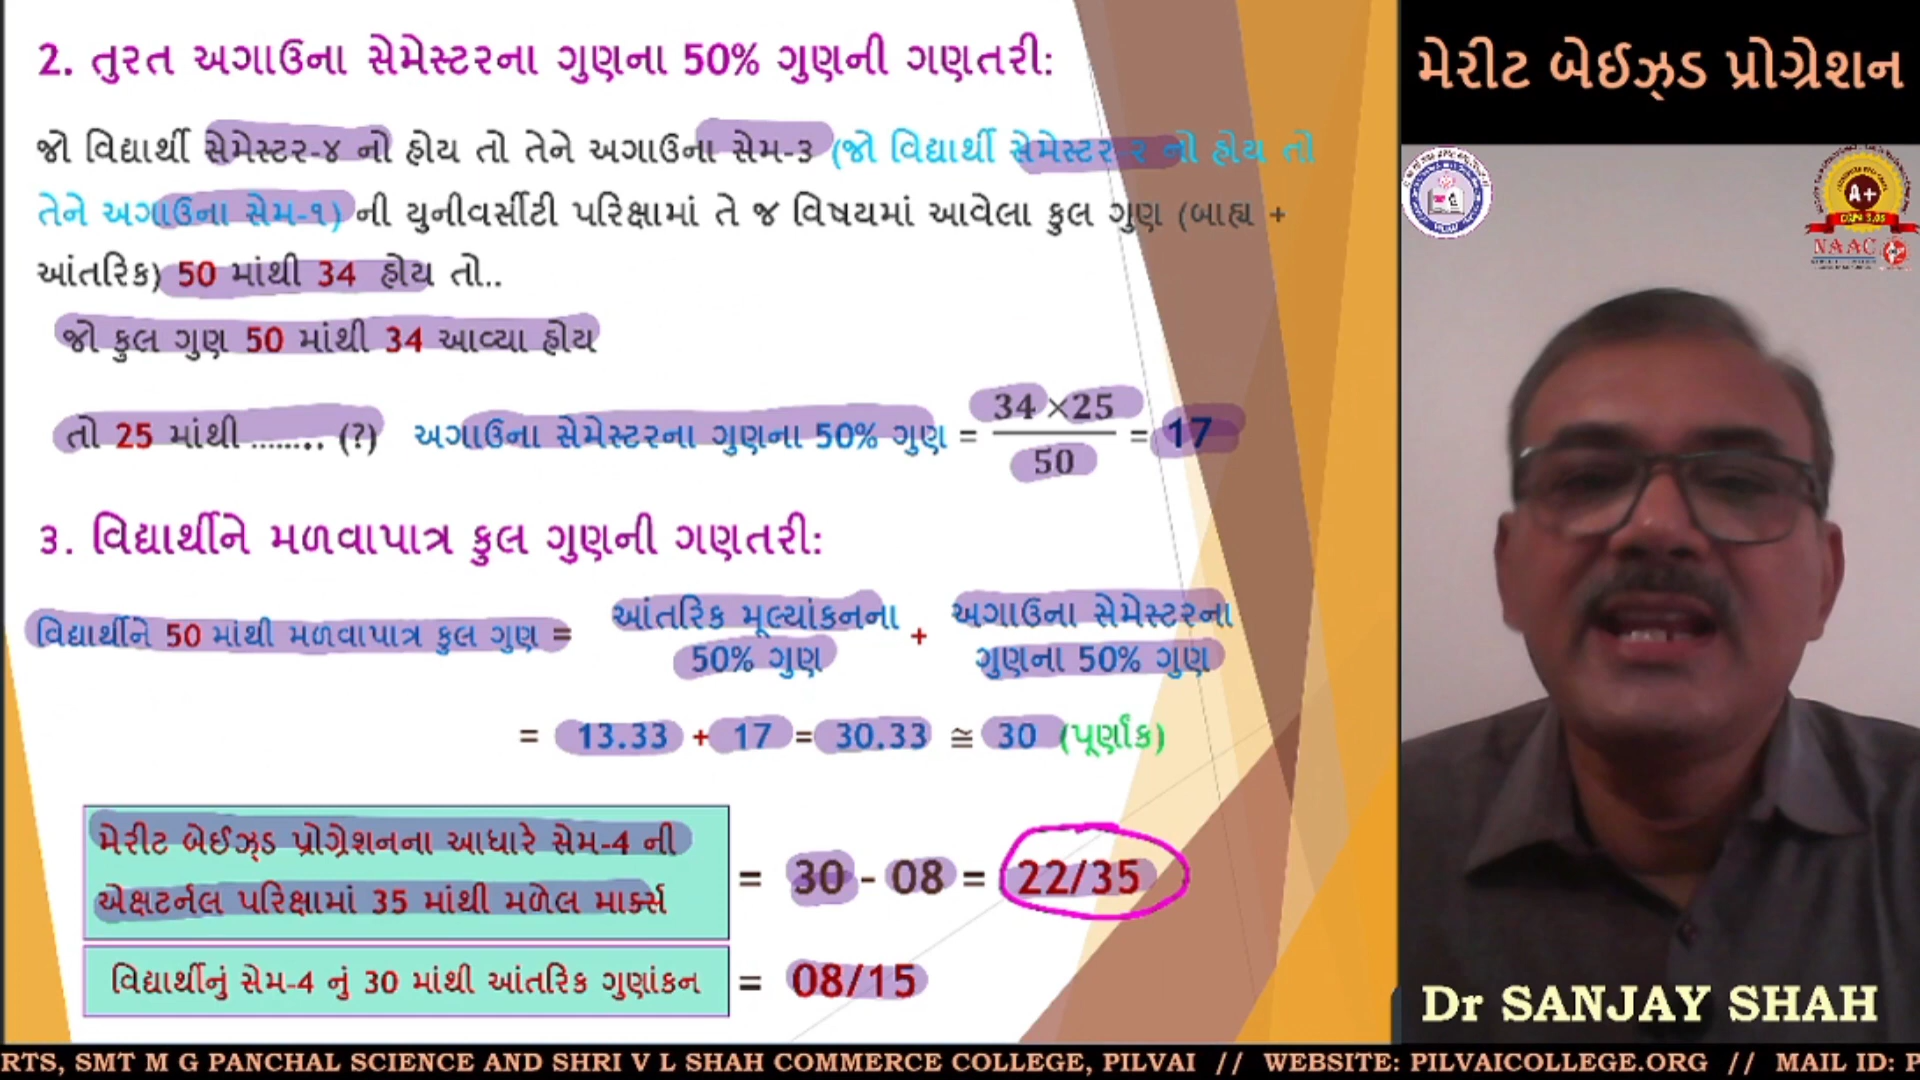 2. તુરત અગાઉના સેમેસ્ટરના ગુણના 50% ગુણની ગણતરી:
જો વિદ્યાર્થી સેમેસ્ટર-૪ નો હોય તો તેને અગાઉના સેમ-૩ (જો વિદ્યાર્થી સેમેસ્ટર-૨ નો હોય તો
તેને અગાઉના સેમ-૧) ની યુનીવર્સીટી પરિક્ષામાં તે જ વિષયમાં આવેલા કુલ ગુણ (બાહ્ય +
આંતરિક) 50 માંથી 34 હોય તો..
જો કુલ ગુણ 50 માંથી 34 આવ્યા હોય
તો 25 માંથી ........ (?) અગાઉના સેમેસ્ટરના ગુણના 50% ગુણ = 34 ×25 / 50 = 17
૩. વિદ્યાર્થીને મળવાપાત્ર કુલ ગુણની ગણતરી:
વિદ્યાર્થીને 50 માંથી મળવાપાત્ર કુલ ગુણ = આંતરિક મૂલ્યાંકનના 50% ગુણ + અગાઉના સેમેસ્ટરના ગુણના 50% ગુણ
= 13.33 + 17 = 30.33 ≅ 30 (પૂર્ણાંક)
મેરીટ બેઈઝ્ડ પ્રોગ્રેશનના આધારે સેમ-4 ની
એક્ષટર્નલ પરિક્ષામાં 35 માંથી મળેલ માર્ક્સ
= 30 - 08 = 22/35
વિદ્યાર્થીનું સેમ-4 નું 30 માંથી આંતરિક ગુણાંકન = 08/15
મેરીટ બેઈઝ્ડ પ્રોગ્રેશન
A+
NAAC
Dr SANJAY SHAH
RTS, SMT M G PANCHAL SCIENCE AND SHRI V L SHAH COMMERCE COLLEGE, PILVAI // WEBSITE: PILVAICOLLEGE.ORG // MAIL ID: P